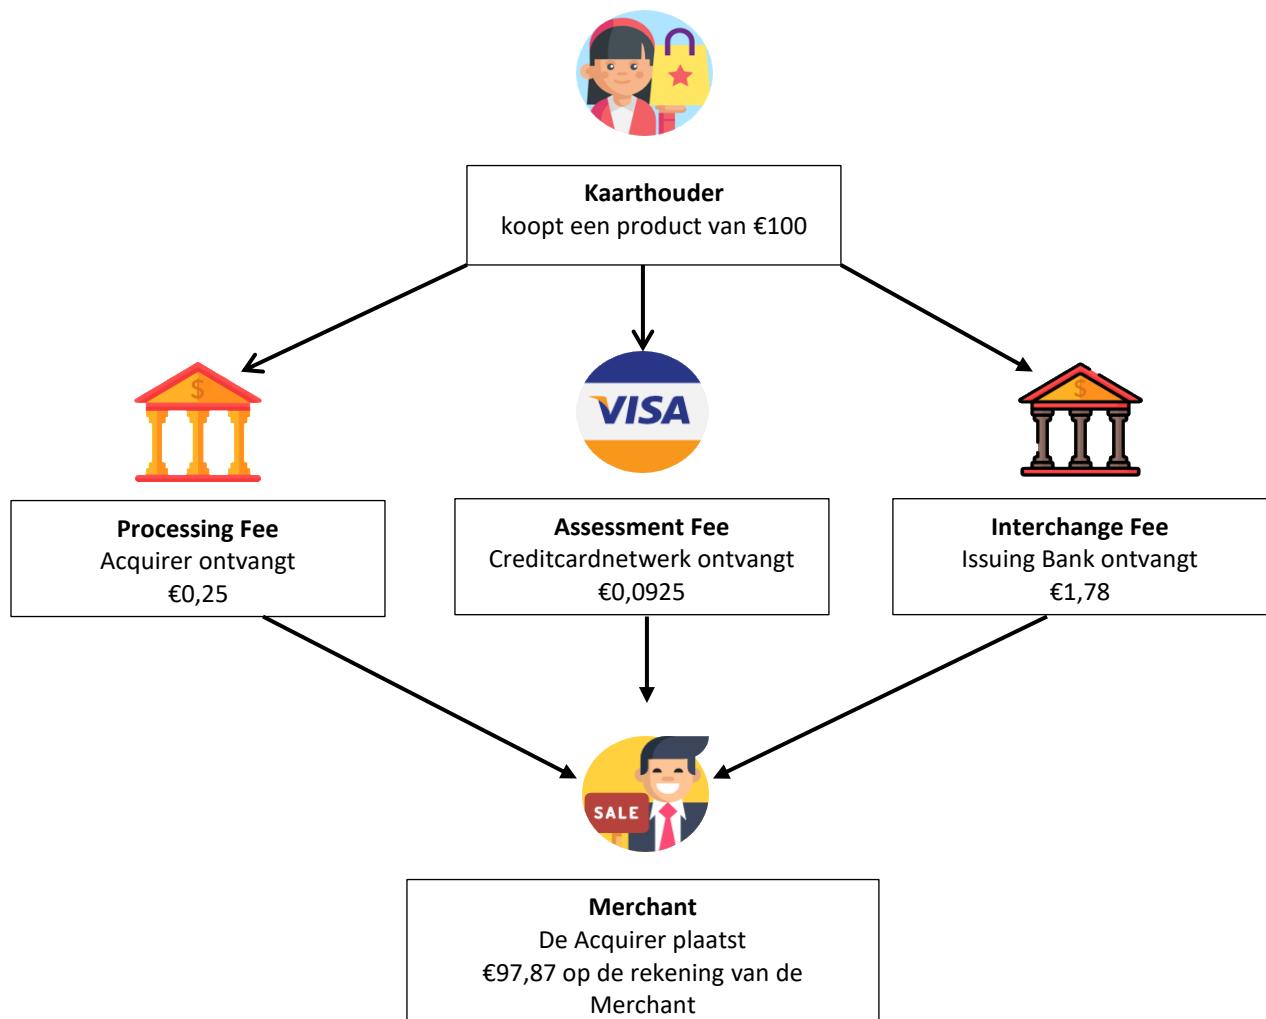 Kaarthouder
koopt een product van €100
$
VISA
$
Processing Fee
Acquirer ontvangt
€0,25
Assessment Fee
Creditcardnetwerk ontvangt
€0,0925
Interchange Fee
Issuing Bank ontvangt
€1,78
SALE
Merchant
De Acquirer plaatst
€97,87 op de rekening van de
Merchant